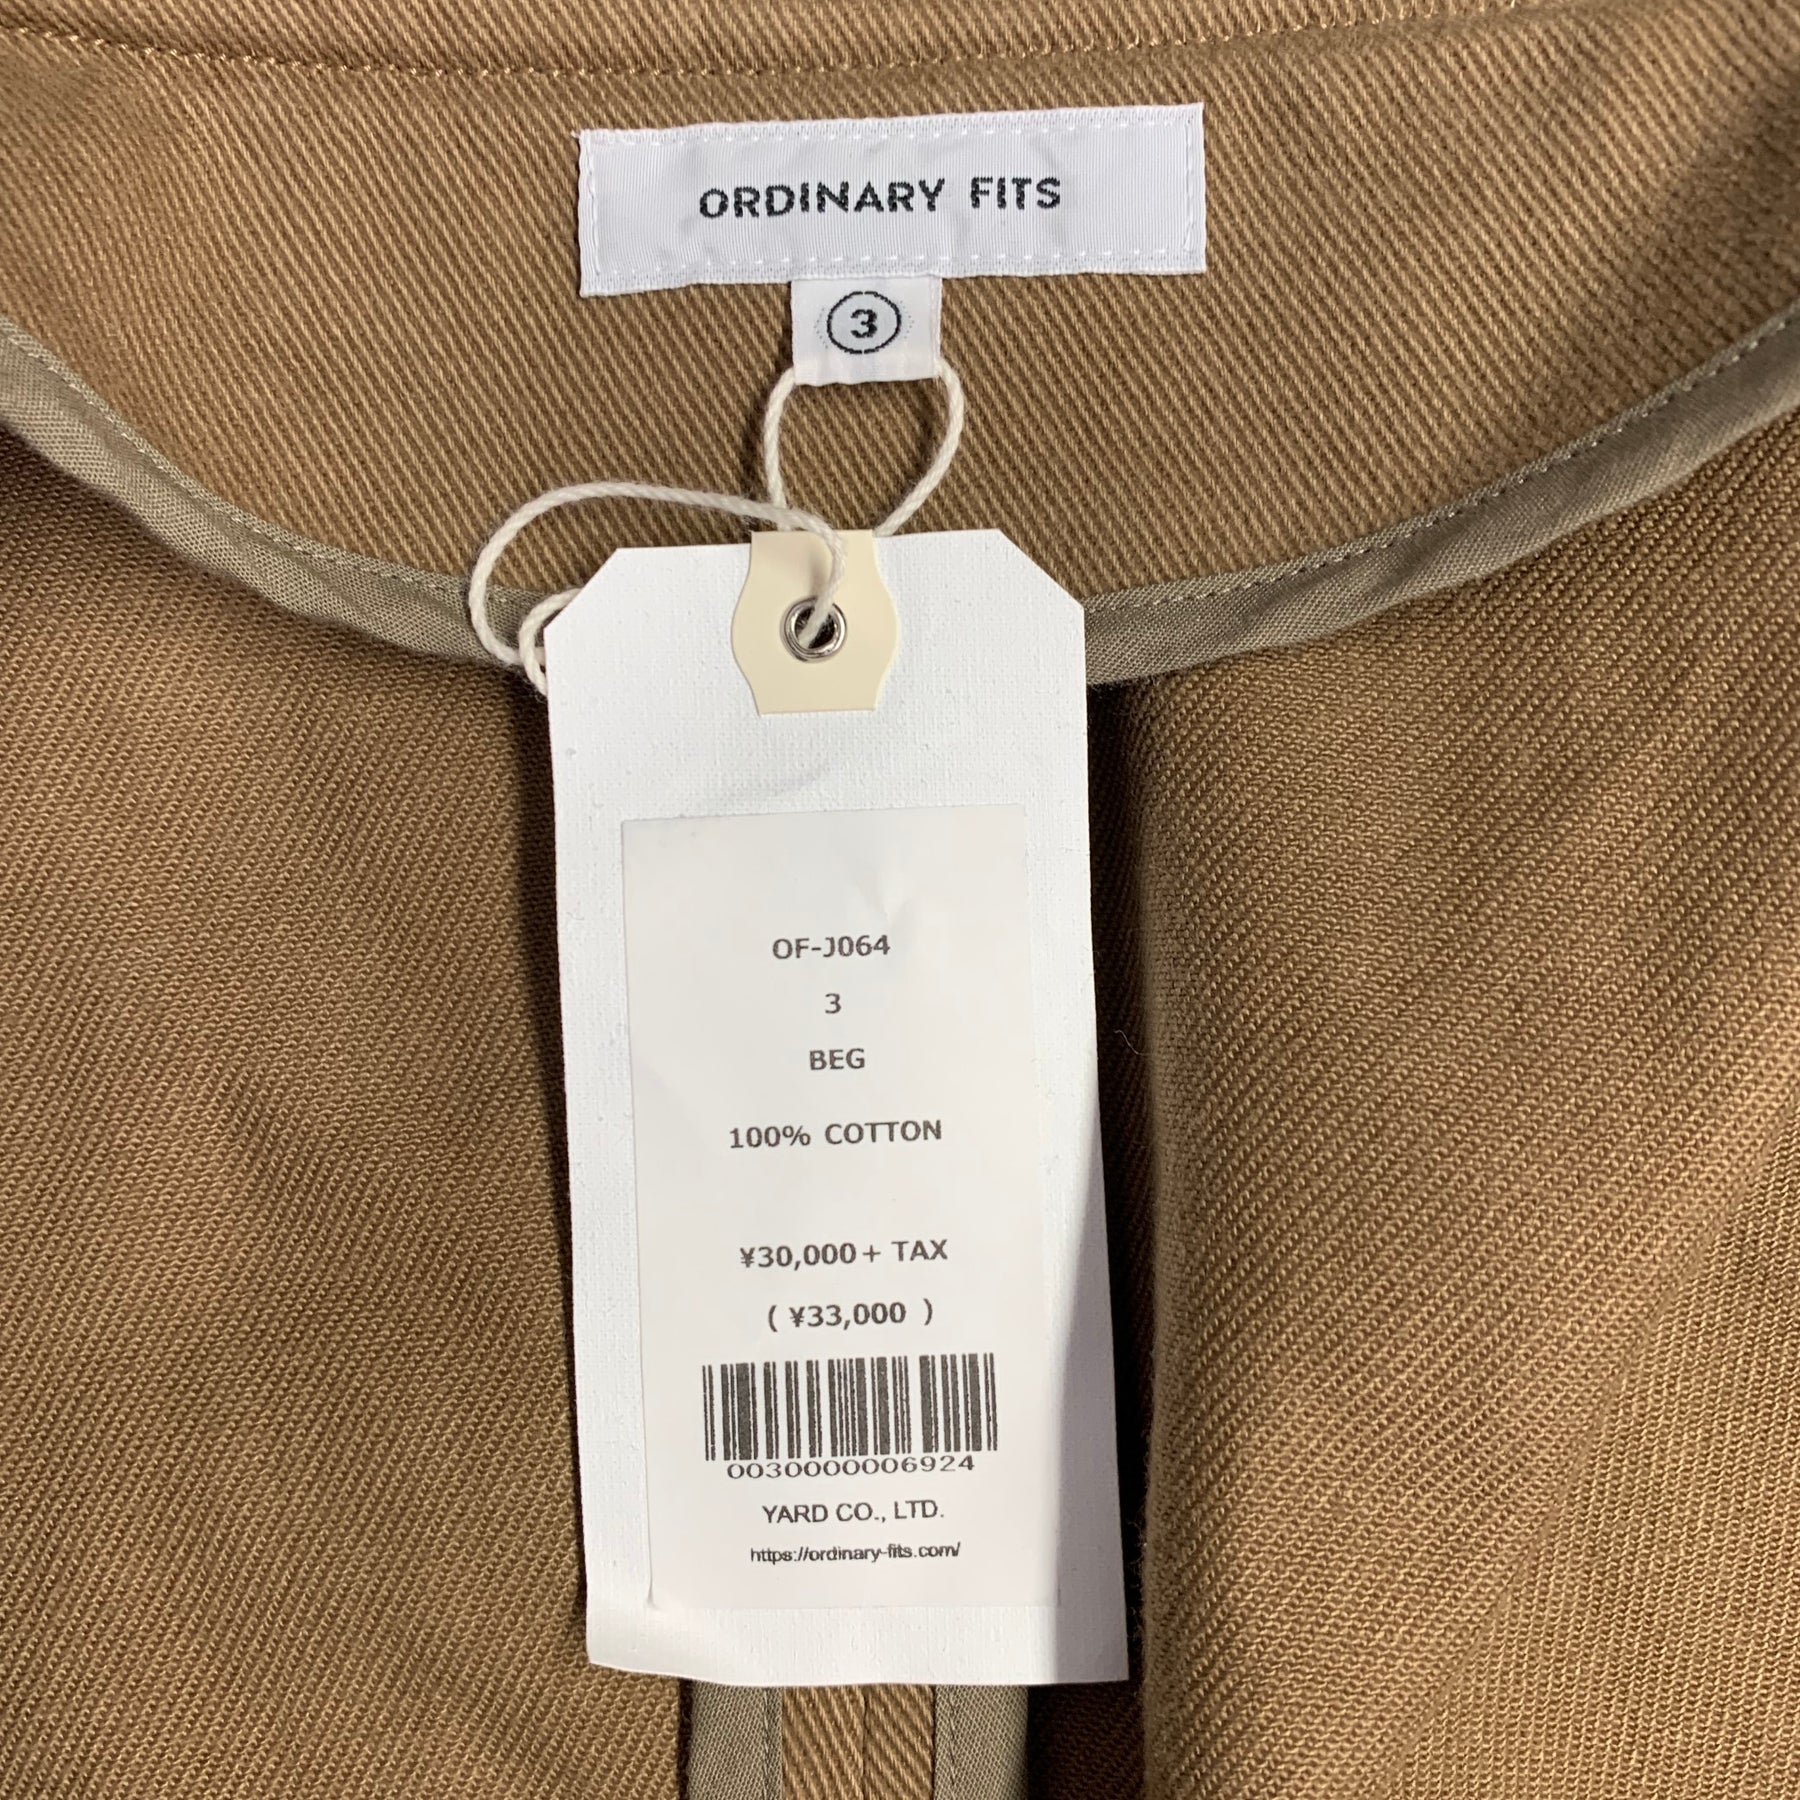 ORDINARY FITS
3
OF-J064
3
BEG
100% COTTON
¥30,000+ TAX
( ¥33,000 )
0030000006924
YARD CO., LTD.
https://ordinary-fits.com/